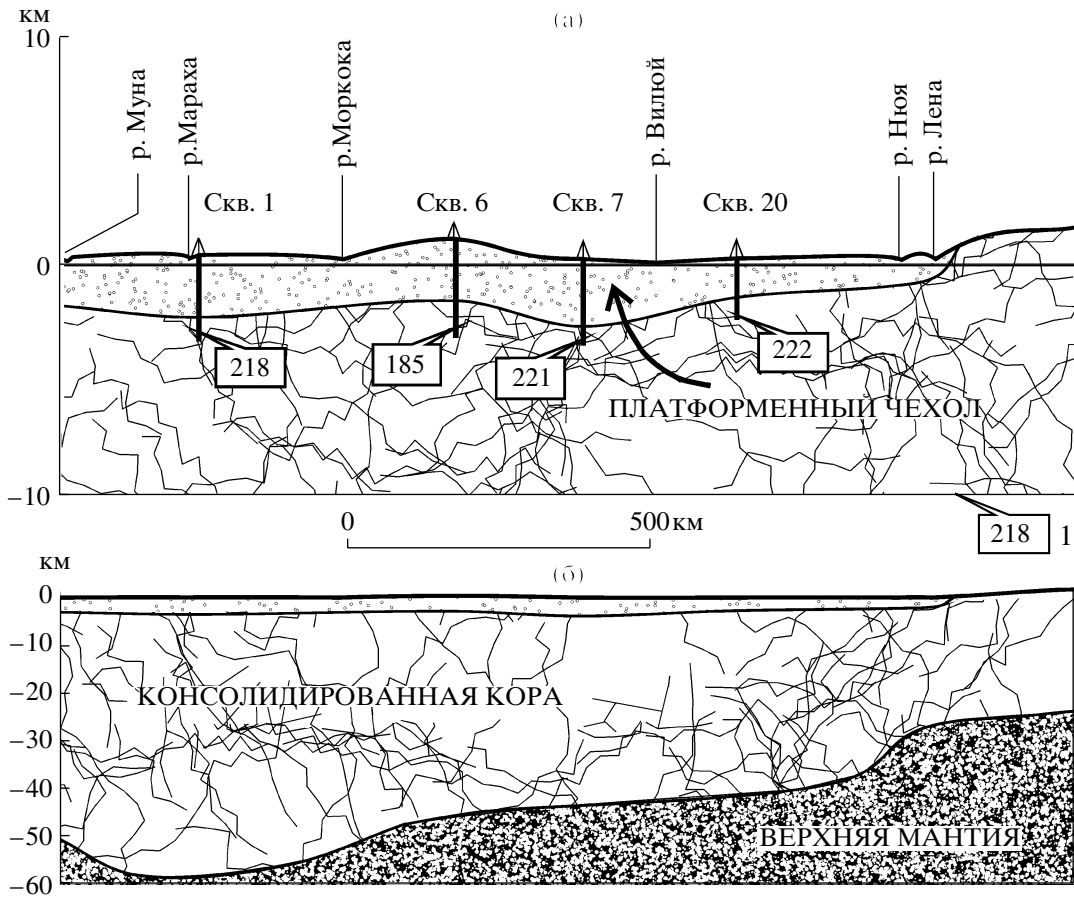 км
(а)
10
р. Муна
р.Мараха
р.Моркока
р. Вилюй
р. Нюя
р. Лена
Скв. 1
Скв. 6
Скв. 7
Скв. 20
0
218
185
221
222
ПЛАТФОРМЕННЫЙ ЧЕХОЛ
−10
0
500 км
218
1
км
(б)
0
−10
−20
КОНСОЛИДИРОВАННАЯ КОРА
−30
−40
−50
ВЕРХНЯЯ МАНТИЯ
−60